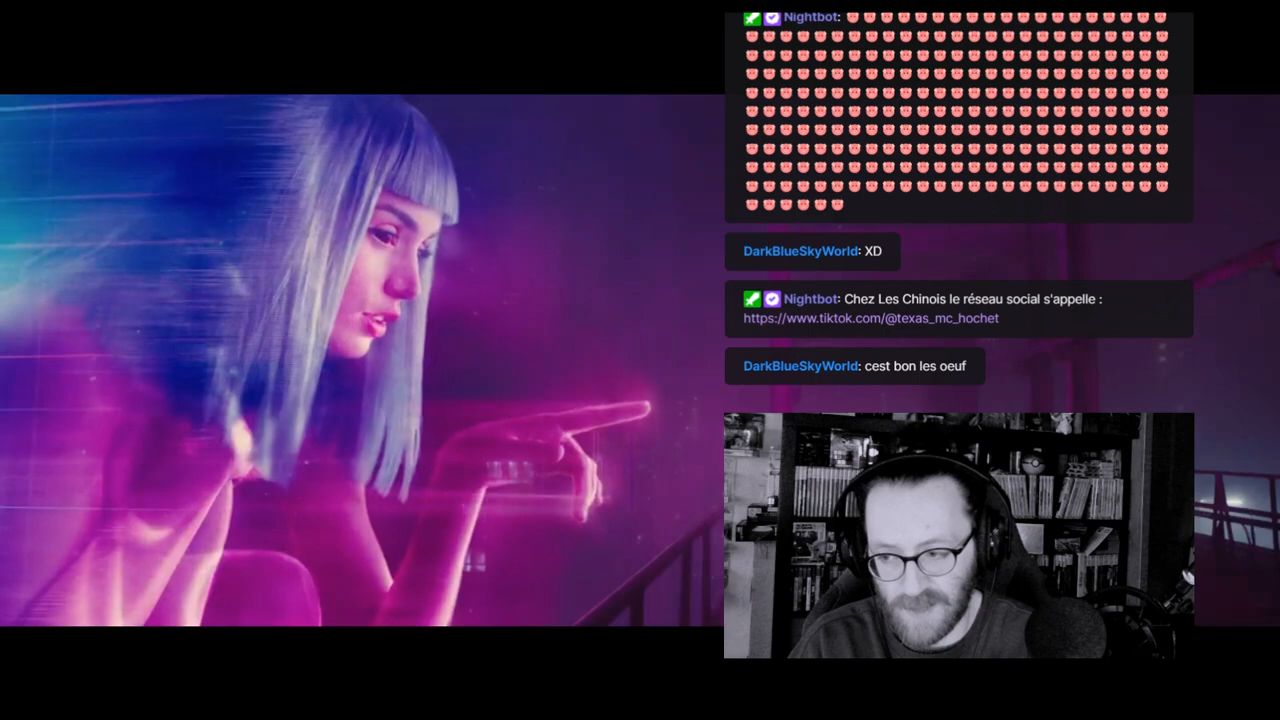 Nightbot:
DarkBlueSkyWorld: XD
Nightbot: Chez Les Chinois le réseau social s'appelle :
https://www.tiktok.com/@texas_mc_hochet
DarkBlueSkyWorld: cest bon les oeuf